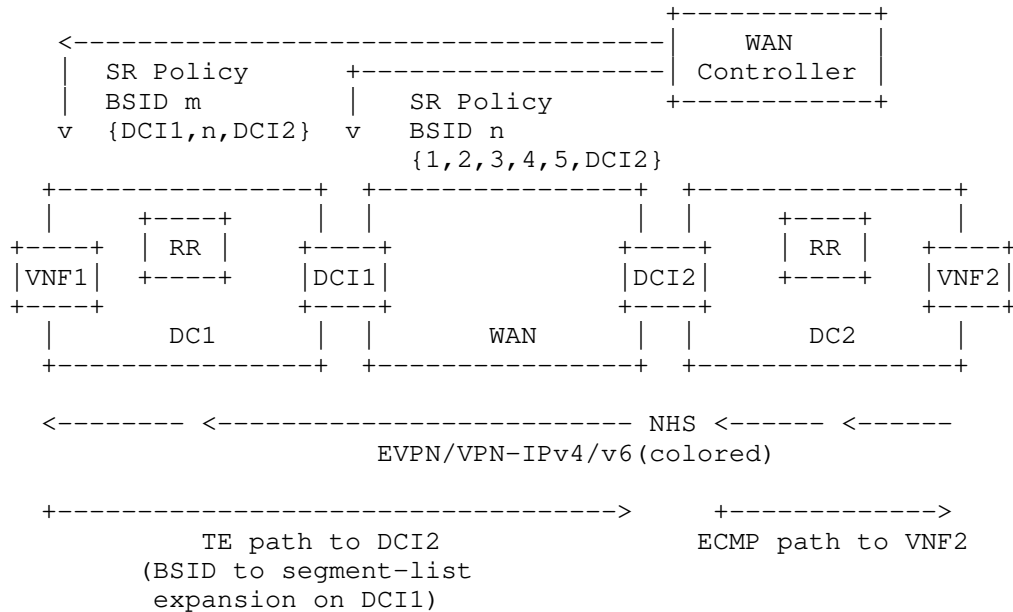 WAN
SR Policy Controller
BSID m SR Policy
{DCI1,n,DCI2} BSID n
{1,2,3,4,5,DCI2}
RR RR
VNF1 DCI1 DCI2 VNF2
DC1 WAN DC2
NHS
EVPN/VPN-IPv4/v6(colored)
TE path to DCI2 ECMP path to VNF2
(BSID to segment-list
expansion on DCI1)